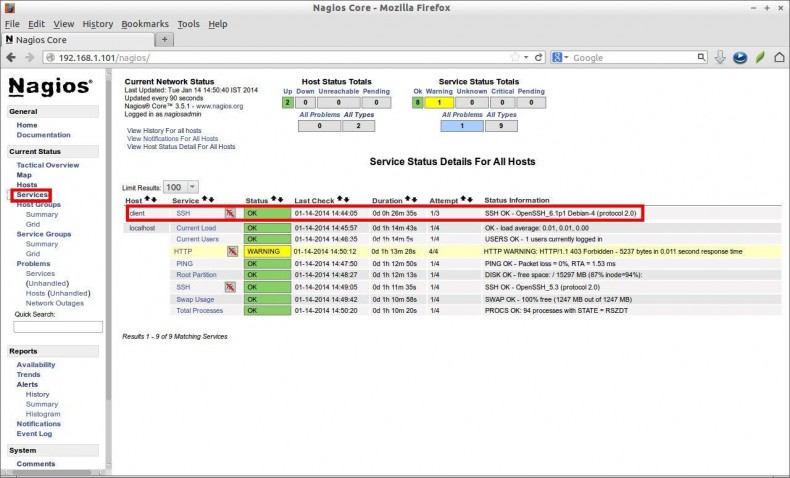 Nagios Core - Mozilla Firefox
File Edit View History Bookmarks Tools Help
Nagios Core
192.168.1.101/nagios/
Google
Nagios®
General
Home
Documentation
Current Status
Tactical Overview
Map
Hosts
Services
Host Groups
Summary
Grid
Service Groups
Summary
Grid
Problems
Services
(Unhandled)
Hosts (Unhandled)
Network Outages
Quick Search:
Reports
Availability
Trends
Alerts
History
Summary
Histogram
Notifications
Event Log
System
Comments
Current Network Status
Last Updated: Tue Jan 14 14:50:40 IST 2014
Updated every 90 seconds
Nagios® Core™ 3.5.1 - www.nagios.org
Logged in as nagiosadmin
View History For all hosts
View Notifications For All Hosts
View Host Status Detail For All Hosts
Host Status Totals
Up Down Unreachable Pending
2 0 0 0
All Problems All Types
0 2
Service Status Totals
Ok Warning Unknown Critical Pending
8 1 0 0 0
All Problems All Types
1 9
Service Status Details For All Hosts
Limit Results: 100
Host Service Status Last Check Duration Attempt Status Information
client SSH OK 01-14-2014 14:44:05 0d 0h 26m 35s 1/3 SSH OK - OpenSSH_6.1p1 Debian-4 (protocol 2.0)
localhost Current Load OK 01-14-2014 14:45:57 0d 1h 14m 43s 1/4 OK - load average: 0.01, 0.01, 0.00
Current Users OK 01-14-2014 14:46:35 0d 1h 14m 5s 1/4 USERS OK - 1 users currently logged in
HTTP WARNING 01-14-2014 14:50:12 0d 1h 13m 28s 4/4 HTTP WARNING: HTTP/1.1 403 Forbidden - 5237 bytes in 0.011 second response time
PING OK 01-14-2014 14:47:50 0d 1h 12m 50s 1/4 PING OK - Packet loss = 0%, RTA = 1.53 ms
Root Partition OK 01-14-2014 14:48:27 0d 1h 12m 13s 1/4 DISK OK - free space: / 15297 MB (87% inode=94%):
SSH OK 01-14-2014 14:49:05 0d 1h 11m 35s 1/4 SSH OK - OpenSSH_5.3 (protocol 2.0)
Swap Usage OK 01-14-2014 14:49:42 0d 1h 10m 58s 1/4 SWAP OK - 100% free (1247 MB out of 1247 MB)
Total Processes OK 01-14-2014 14:50:20 0d 1h 10m 20s 1/4 PROCS OK: 94 processes with STATE = RSZDT
Results 1 - 9 of 9 Matching Services